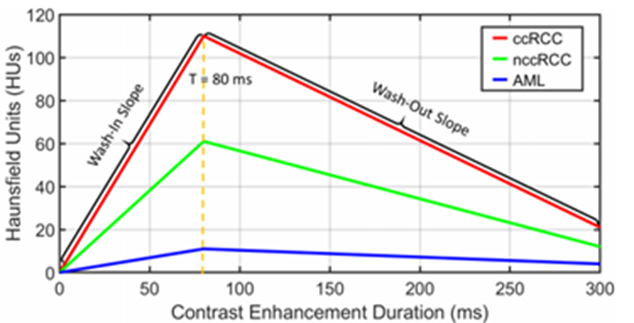 120
100
80
60
40
20
0
Haunsfield Units (HUs)
Wash-In Slope
T = 80 ms
Wash-Out Slope
ccRCC
nccRCC
AML
0 50 100 150 200 250 300
Contrast Enhancement Duration (ms)